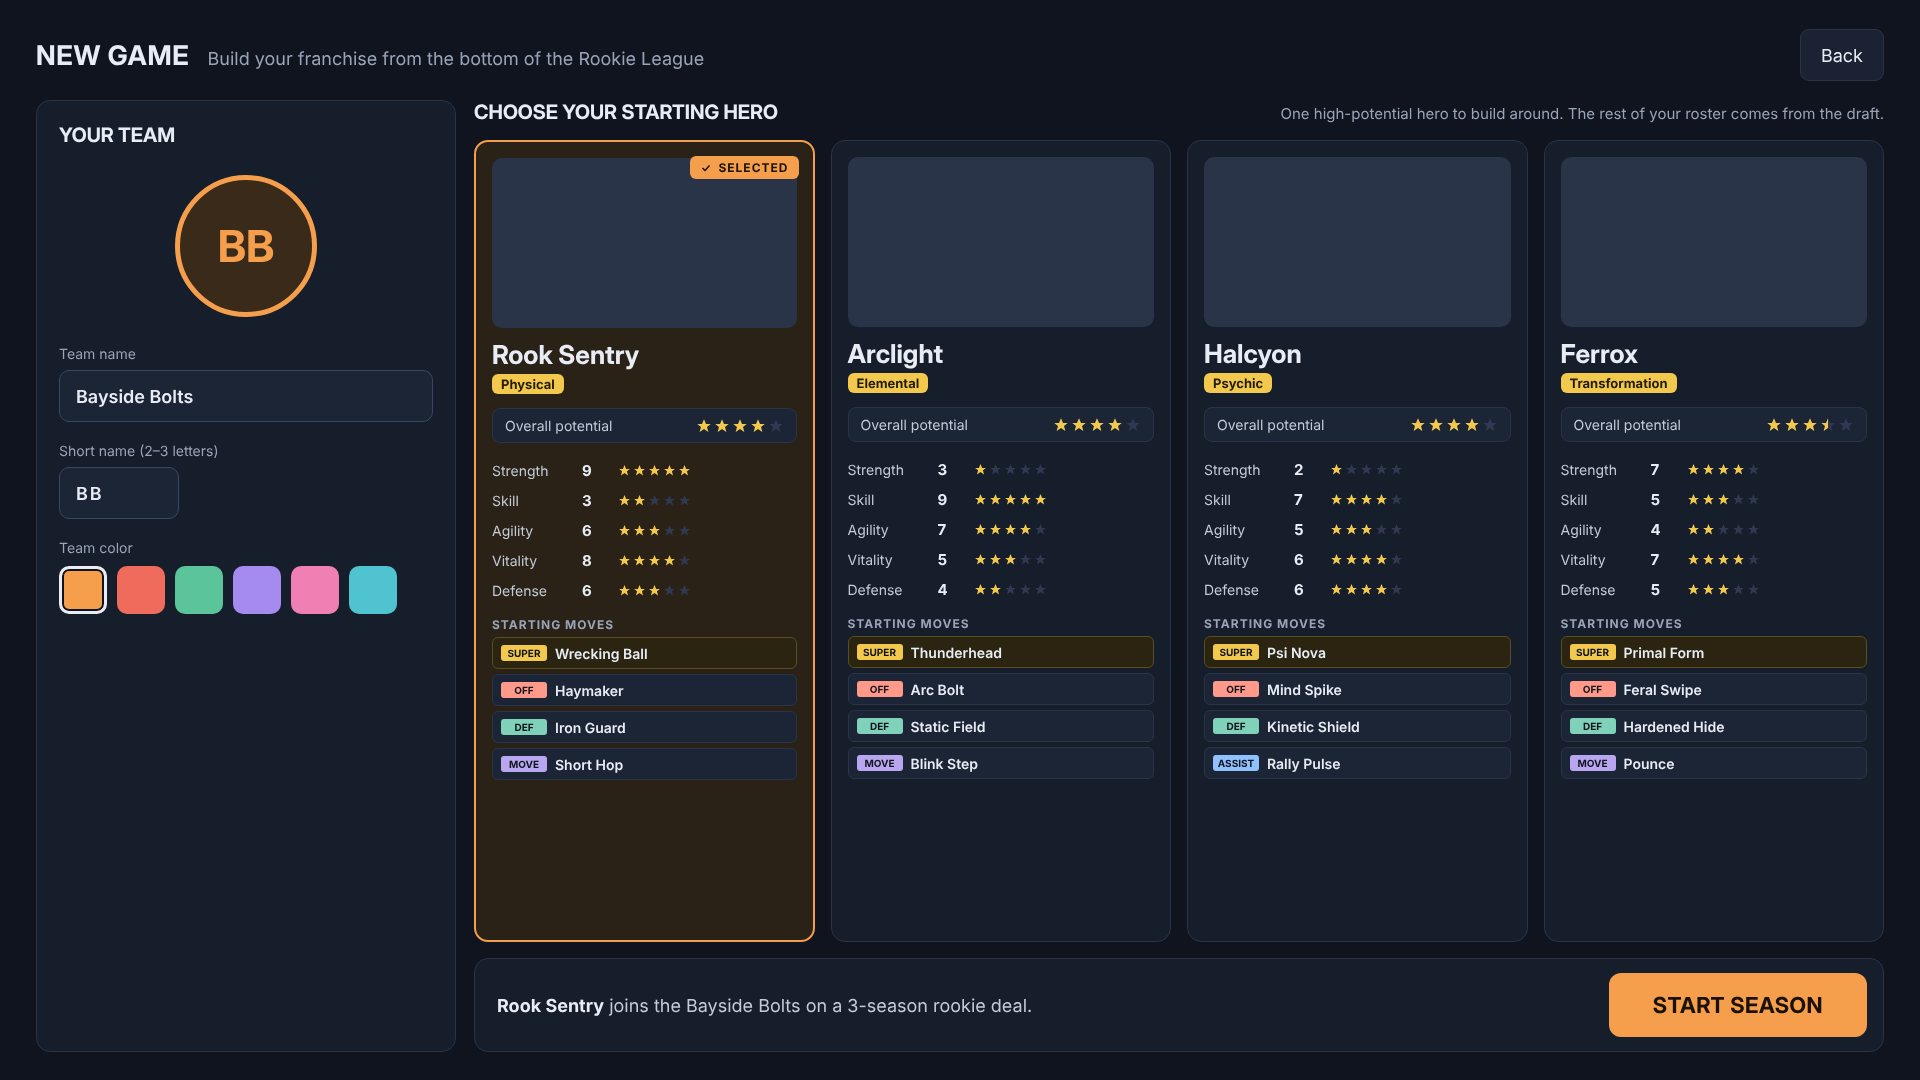 NEW GAME
Build your franchise from the bottom of the Rookie League
Back
YOUR TEAM
BB
Team name
Bayside Bolts
Short name (2–3 letters)
BB
Team color
CHOOSE YOUR STARTING HERO
One high-potential hero to build around. The rest of your roster comes from the draft.
✓ SELECTED
Rook Sentry
Physical
Overall potential
Strength 9
Skill 3
Agility 6
Vitality 8
Defense 6
STARTING MOVES
SUPER Wrecking Ball
OFF Haymaker
DEF Iron Guard
MOVE Short Hop
Arclight
Elemental
Overall potential
Strength 3
Skill 9
Agility 7
Vitality 5
Defense 4
STARTING MOVES
SUPER Thunderhead
OFF Arc Bolt
DEF Static Field
MOVE Blink Step
Halcyon
Psychic
Overall potential
Strength 2
Skill 7
Agility 5
Vitality 6
Defense 6
STARTING MOVES
SUPER Psi Nova
OFF Mind Spike
DEF Kinetic Shield
ASSIST Rally Pulse
Ferrox
Transformation
Overall potential
Strength 7
Skill 5
Agility 4
Vitality 7
Defense 5
STARTING MOVES
SUPER Primal Form
OFF Feral Swipe
DEF Hardened Hide
MOVE Pounce
Rook Sentry joins the Bayside Bolts on a 3-season rookie deal.
START SEASON